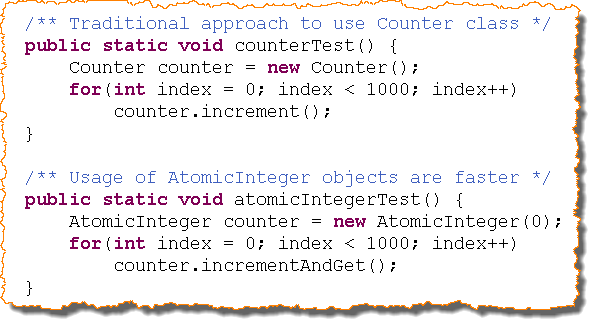 /** Traditional approach to use Counter class */
public static void counterTest() {
    Counter counter = new Counter();
    for(int index = 0; index < 1000; index++)
        counter.increment();
}

/** Usage of AtomicInteger objects are faster */
public static void atomicIntegerTest() {
    AtomicInteger counter = new AtomicInteger(0);
    for(int index = 0; index < 1000; index++)
        counter.incrementAndGet();
}